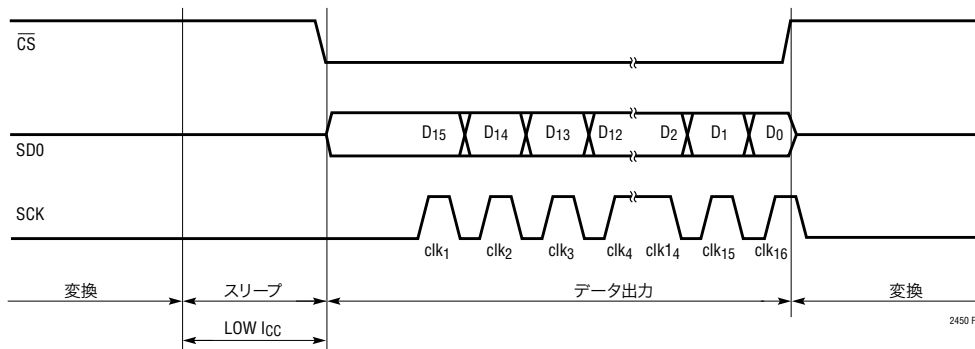 CS
D15 D14 D13 D12 D2 D1 D0
SD0
SCK
clk1 clk2 clk3 clk4 clk14 clk15 clk16
変換 スリープ データ出力 変換
LOW ICC
2450 F